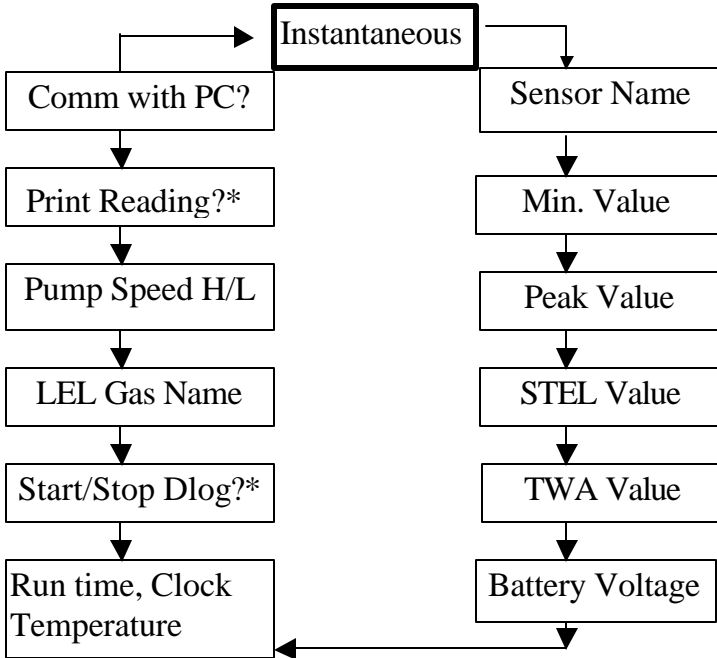 Instantaneous
Sensor Name
Min. Value
Peak Value
STEL Value
TWA Value
Battery Voltage
Comm with PC?
Print Reading?*
Pump Speed H/L
LEL Gas Name
Start/Stop Dlog?*
Run time, Clock
Temperature